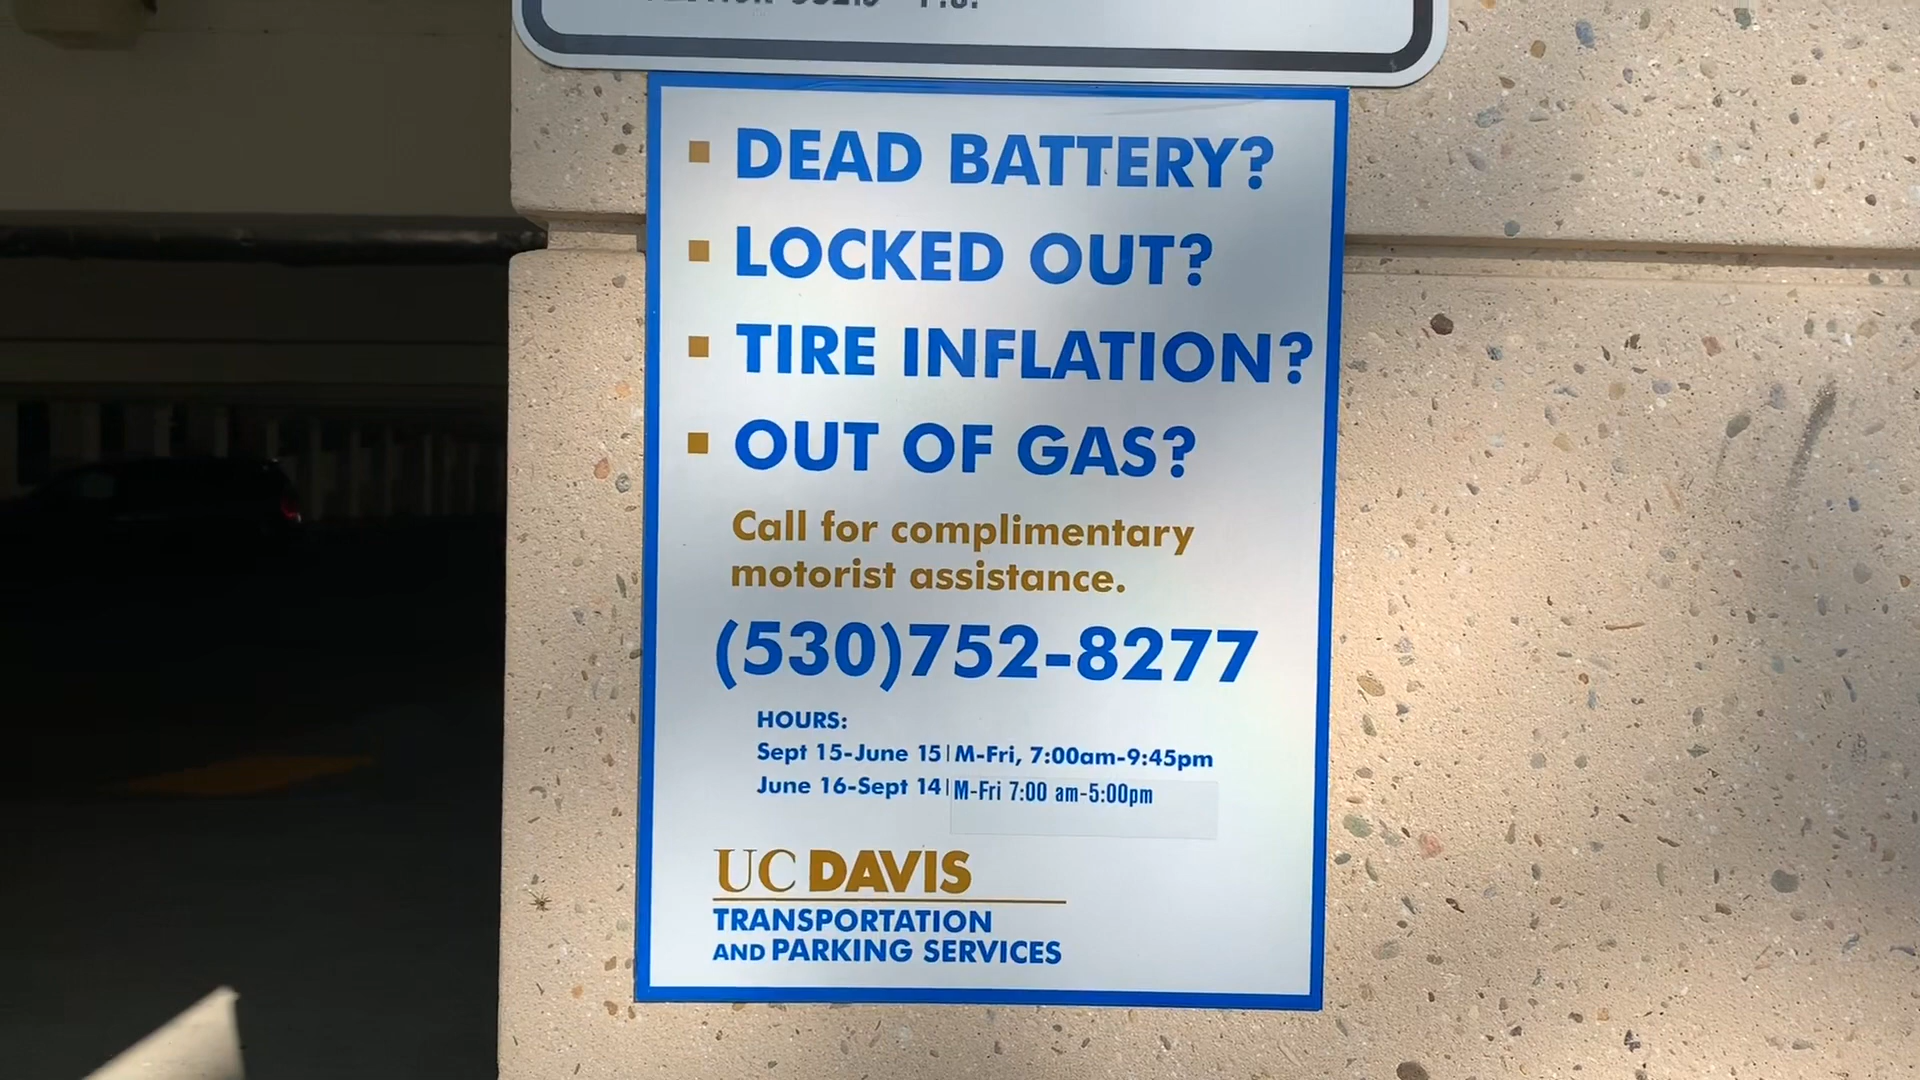 DEAD BATTERY?
LOCKED OUT?
TIRE INFLATION?
OUT OF GAS?
Call for complimentary
motorist assistance.
(530)752-8277
HOURS:
Sept 15-June 15|M-Fri, 7:00am-9:45pm
June 16-Sept 14|M-Fri 7:00 am-5:00pm
UC DAVIS
TRANSPORTATION
AND PARKING SERVICES